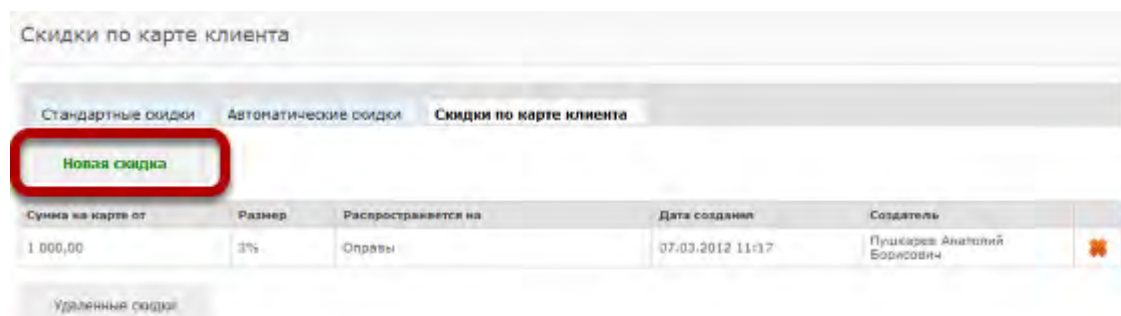 Скидки по карте клиента
Стандартные скидки Автоматические скидки Скидки по карте клиента
Новая скидка
Сумма на карте от Размер Распространяется на Дата создания Создатель
1 000,00 3% Оправы 07.03.2012 11:17 Пушкарев Анатолий
Борисович
Удаленные скидки